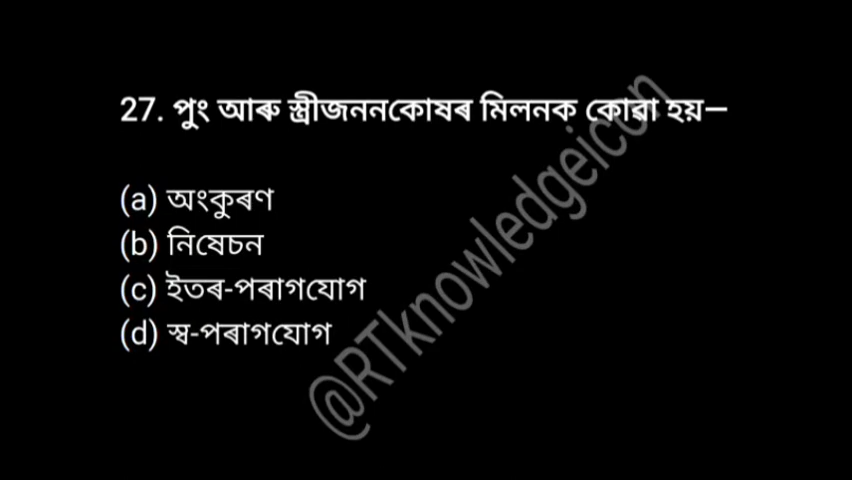 27. পুং আৰু স্ত্ৰীজননকোষৰ মিলনক কোৱা হয়—
(a) অংকুৰণ
(b) নিষেচন
(c) ইতৰ-পৰাগযোগ
(d) স্ব-পৰাগযোগ
@RTknowledgeicon